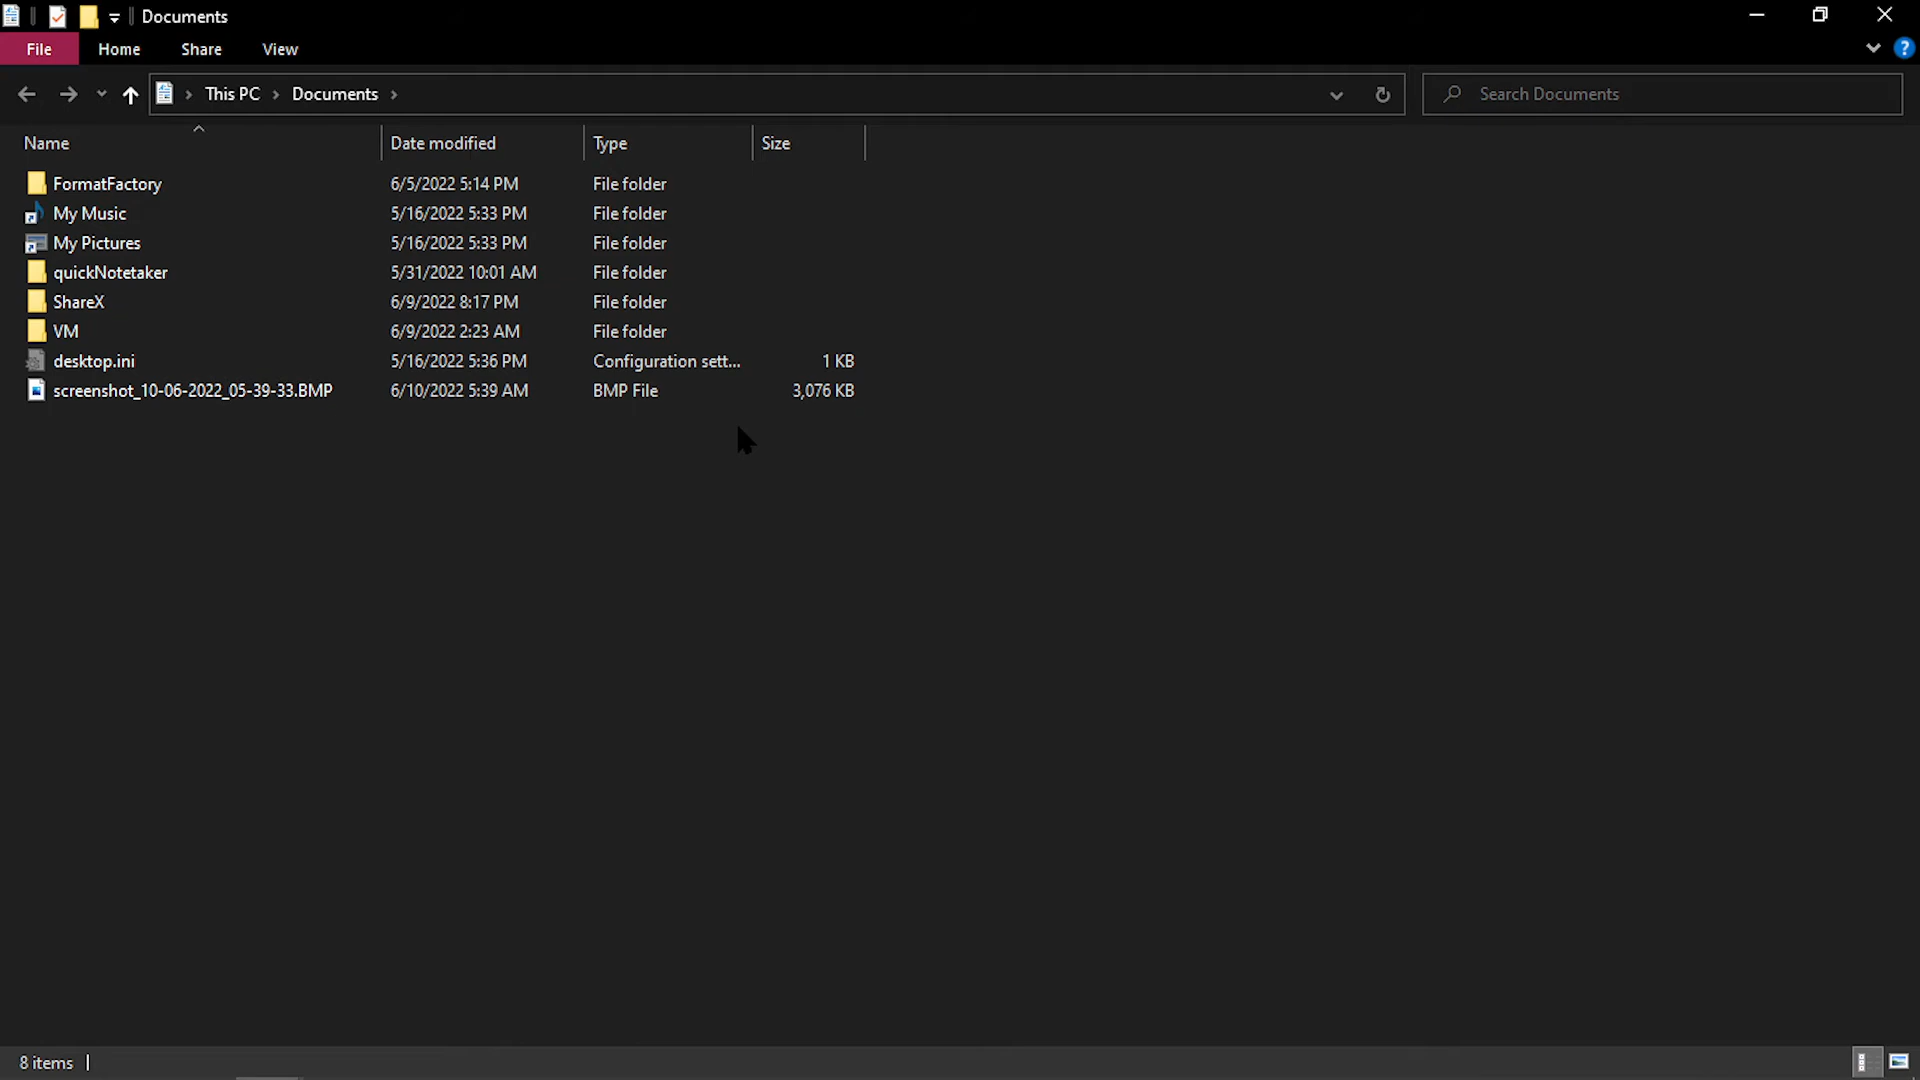 Documents
File Home Share View
This PC Documents Search Documents
Name Date modified Type Size
FormatFactory 6/5/2022 5:14 PM File folder
My Music 5/16/2022 5:33 PM File folder
My Pictures 5/16/2022 5:33 PM File folder
quickNotetaker 5/31/2022 10:01 AM File folder
ShareX 6/9/2022 8:17 PM File folder
VM 6/9/2022 2:23 AM File folder
desktop.ini 5/16/2022 5:36 PM Configuration sett... 1 KB
screenshot_10-06-2022_05-39-33.BMP 6/10/2022 5:39 AM BMP File 3,076 KB
8 items